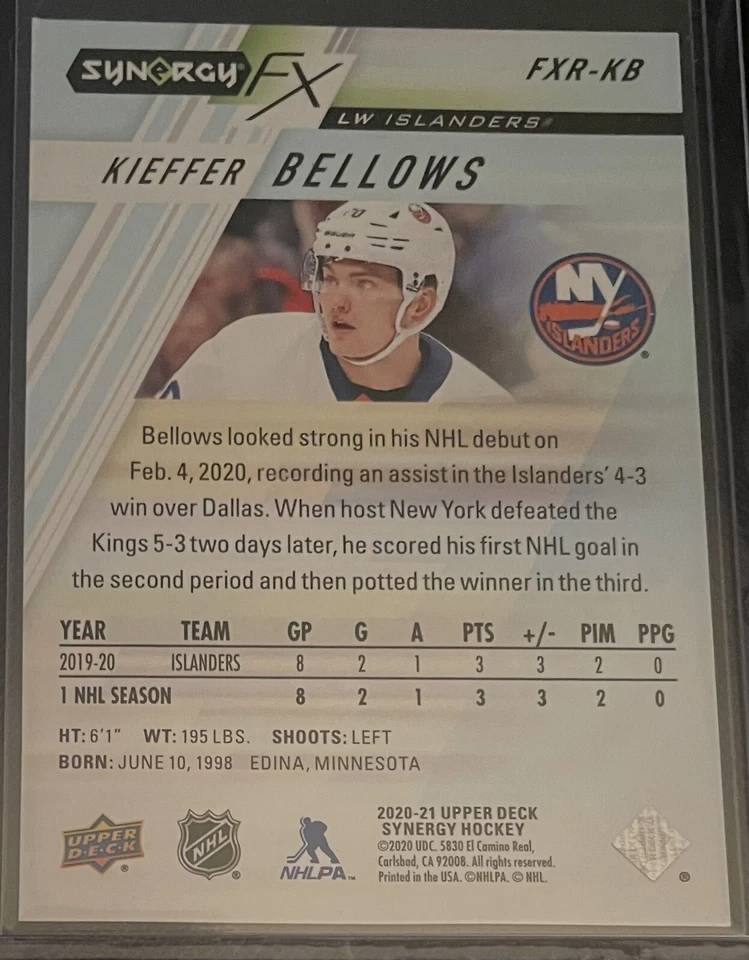 SYNERGY FX
FXR-KB
LW ISLANDERS
KIEFFER BELLOWS
70
BAUER
NY
ISLANDERS
Bellows looked strong in his NHL debut on
Feb. 4, 2020, recording an assist in the Islanders' 4-3
win over Dallas. When host New York defeated the
Kings 5-3 two days later, he scored his first NHL goal in
the second period and then potted the winner in the third.
YEAR TEAM GP G A PTS +/- PIM PPG
2019-20 ISLANDERS 8 2 1 3 3 2 0
1 NHL SEASON 8 2 1 3 3 2 0
HT: 6'1" WT: 195 LBS. SHOOTS: LEFT
BORN: JUNE 10, 1998 EDINA, MINNESOTA
UPPER
D·E·C·K
NHL
NHLPA™
2020-21 UPPER DECK
SYNERGY HOCKEY
©2020 UDC. 5830 El Camino Real,
Carlsbad, CA 92008. All rights reserved.
Printed in the USA. ©NHLPA. © NHL.